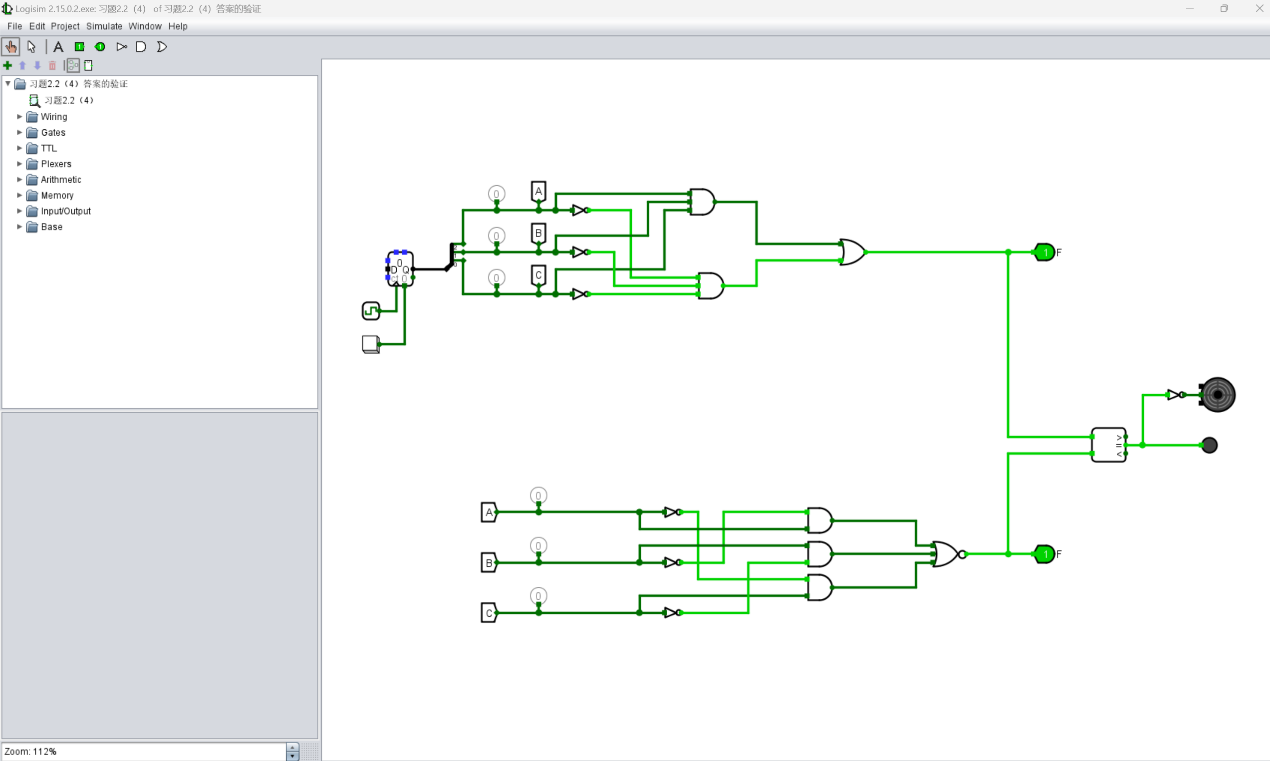 Logisim 2.15.0.2.exe: 习题2.2（4） of 习题2.2（4）答案的验证
File Edit Project Simulate Window Help
习题2.2（4）答案的验证
习题2.2（4）
Wiring
Gates
TTL
Plexers
Arithmetic
Memory
Input/Output
Base
0 A
0 B
0 C
0
D Q
1 F
>
=
<
A 0
B 0
C 0
1 F
Zoom: 112%